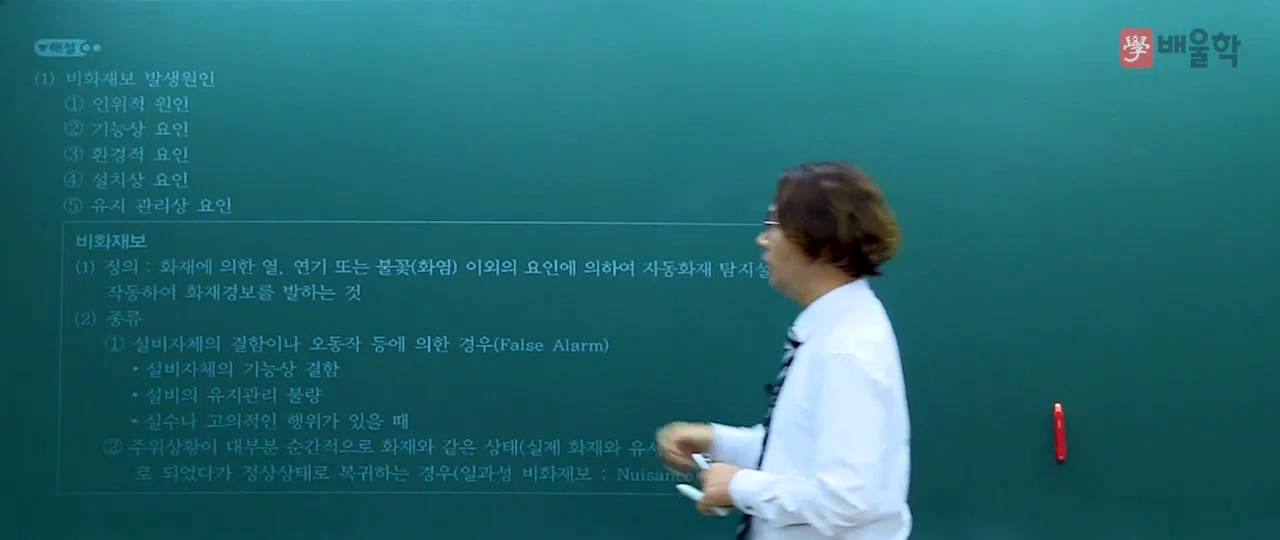 ▼해설
學 배울학
(1) 비화재보 발생원인
① 인위적 원인
② 기능상 요인
③ 환경적 요인
④ 설치상 요인
⑤ 유지 관리상 요인
비화재보
(1) 정의 : 화재에 의한 열, 연기 또는 불꽃(화염) 이외의 요인에 의하여 자동화재
작동하여 화재경보를 발하는 것
(2) 종류
① 설비자체의 결함이나 오동작 등에 의한 경우(False Alarm)
• 설비자체의 기능상 결함
• 설비의 유지관리 불량
• 실수나 고의적인 행위가 있을 때
② 주위상황이 대부분 순간적으로 화재와 같은 상태(실제 화재와
로 되었다가 정상상태로 복귀하는 경우(일과성 비화재보 :